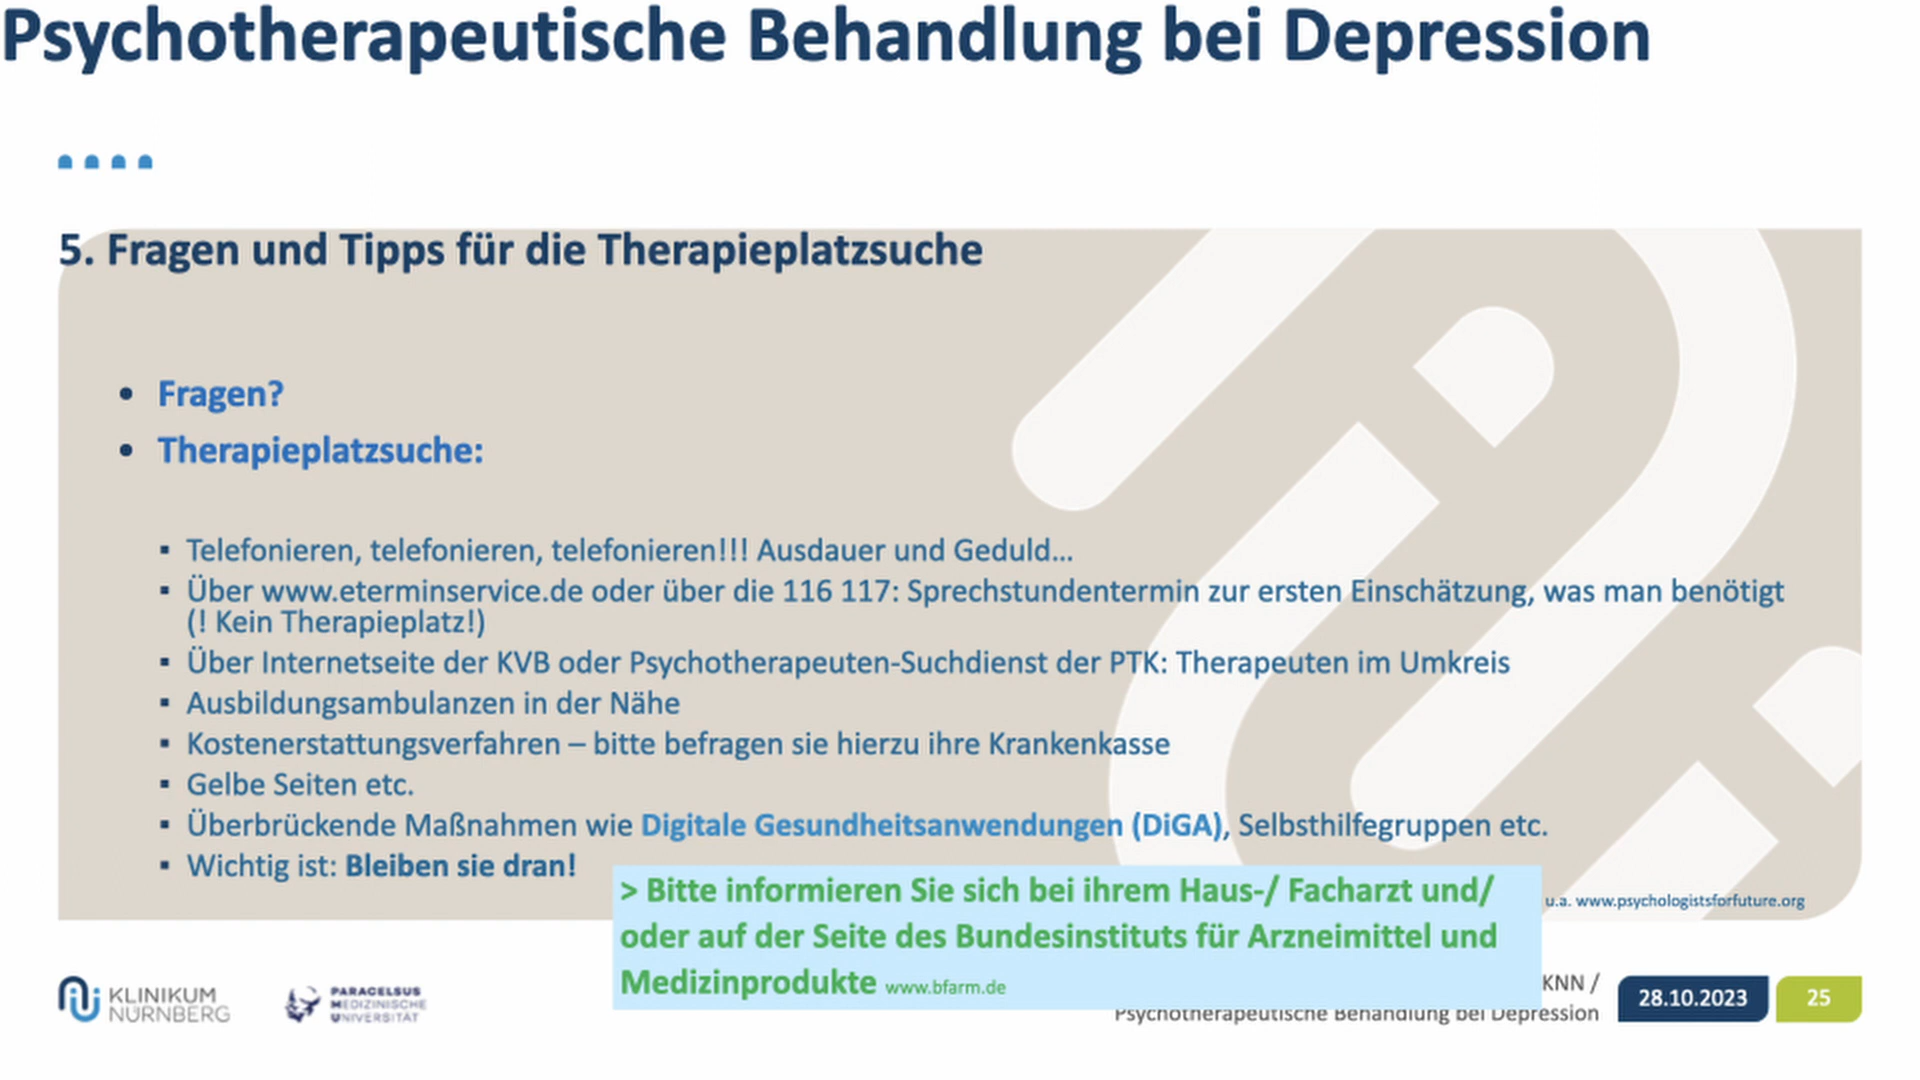 Psychotherapeutische Behandlung bei Depression
5. Fragen und Tipps für die Therapieplatzsuche
• Fragen?
• Therapieplatzsuche:
▪ Telefonieren, telefonieren, telefonieren!!! Ausdauer und Geduld...
▪ Über www.eterminservice.de oder über die 116 117: Sprechstundentermin zur ersten Einschätzung, was man benötigt
(! Kein Therapieplatz!)
▪ Über Internetseite der KVB oder Psychotherapeuten-Suchdienst der PTK: Therapeuten im Umkreis
▪ Ausbildungsambulanzen in der Nähe
▪ Kostenerstattungsverfahren – bitte befragen sie hierzu ihre Krankenkasse
▪ Gelbe Seiten etc.
▪ Überbrückende Maßnahmen wie Digitale Gesundheitsanwendungen (DiGA), Selbsthilfegruppen etc.
▪ Wichtig ist: Bleiben sie dran!
> Bitte informieren Sie sich bei ihrem Haus-/ Facharzt und/
oder auf der Seite des Bundesinstituts für Arzneimittel und
Medizinprodukte www.bfarm.de
u.a. www.psychologistsforfuture.org
KLINIKUM
NÜRNBERG
PARACELSUS
MEDIZINISCHE
UNIVERSITÄT
KNN /
Psychotherapeutische Behandlung bei Depression
28.10.2023
25